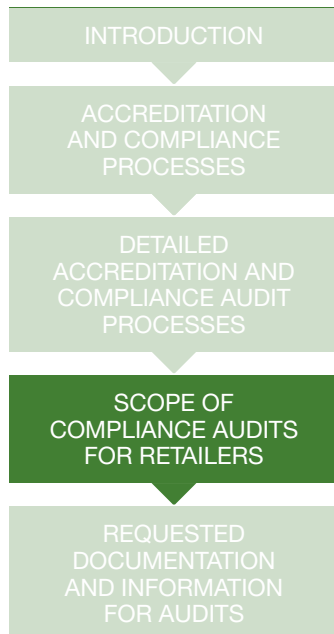 INTRODUCTION
ACCREDITATION
AND COMPLIANCE
PROCESSES
DETAILED
ACCREDITATION AND
COMPLIANCE AUDIT
PROCESSES
SCOPE OF
COMPLIANCE AUDITS
FOR RETAILERS
REQUESTED
DOCUMENTATION
AND INFORMATION
FOR AUDITS